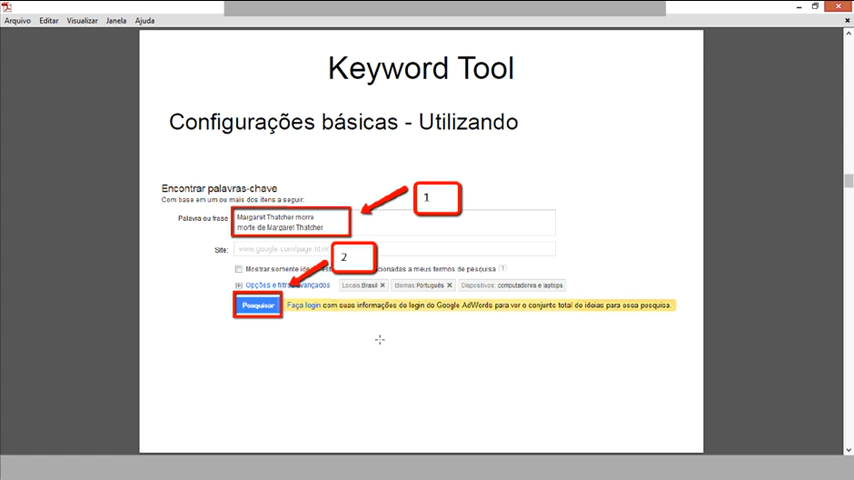 Arquivo Editar Visualizar Janela Ajuda
Keyword Tool
Configurações básicas - Utilizando
Encontrar palavras-chave
Com base em um ou mais dos itens a seguir:
1
Palavra ou frase
Margaret Thatcher morre
morte de Margaret Thatcher
Site: www.google.com/page.html
2
Mostrar somente acionadas a meus termos de pesquisa ?
Opções e filtros avançados Locais: Brasil × Idiomas: Português × Dispositivos: computadores e laptops
Pesquisar Faça login com suas informações de login do Google AdWords para ver o conjunto total de ideias para essa pesquisa.